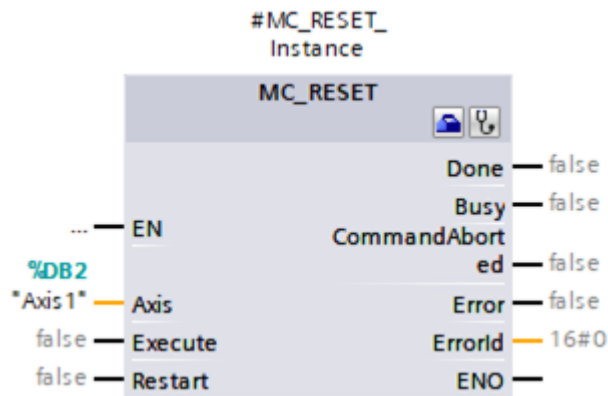 #MC_RESET_
Instance
MC_RESET
Done false
Busy false
... EN
CommandAbort
ed false
%DB2
"Axis1" Axis
Error false
false Execute
ErrorId 16#0
false Restart
ENO